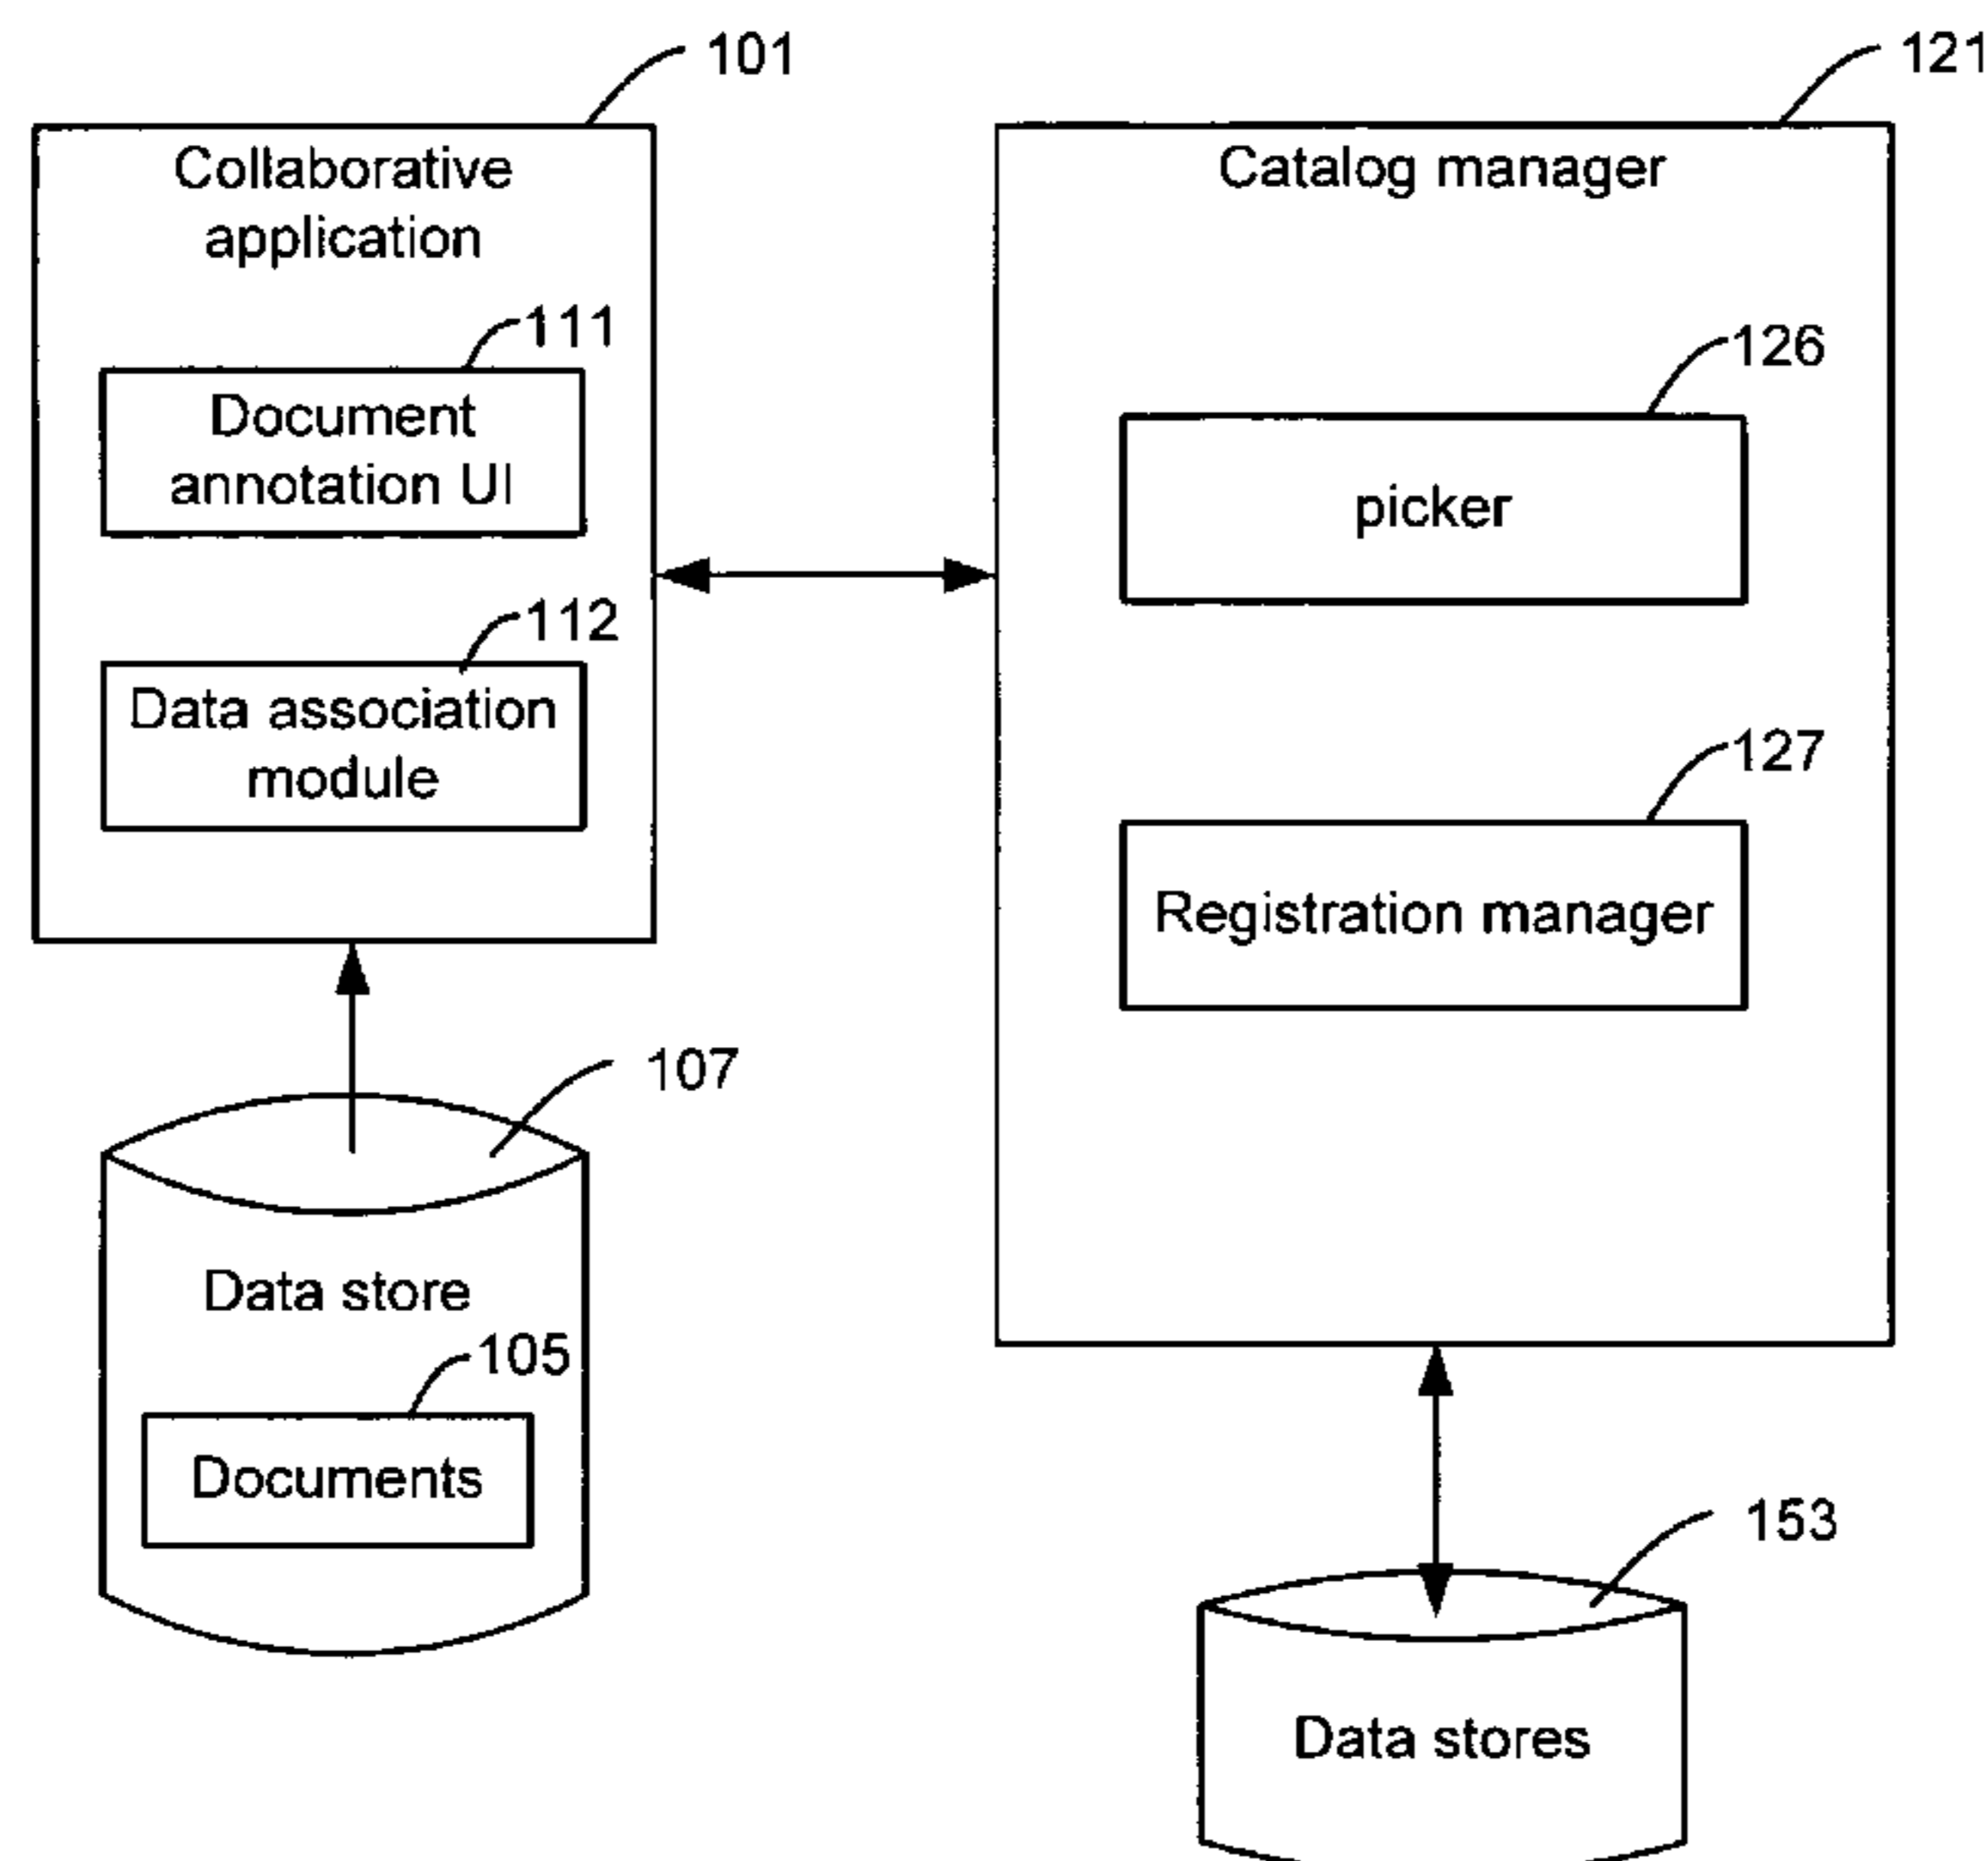 101
Collaborative
application
111
Document
annotation UI
112
Data association
module
107
Data store
105
Documents
121
Catalog manager
126
picker
127
Registration manager
153
Data stores